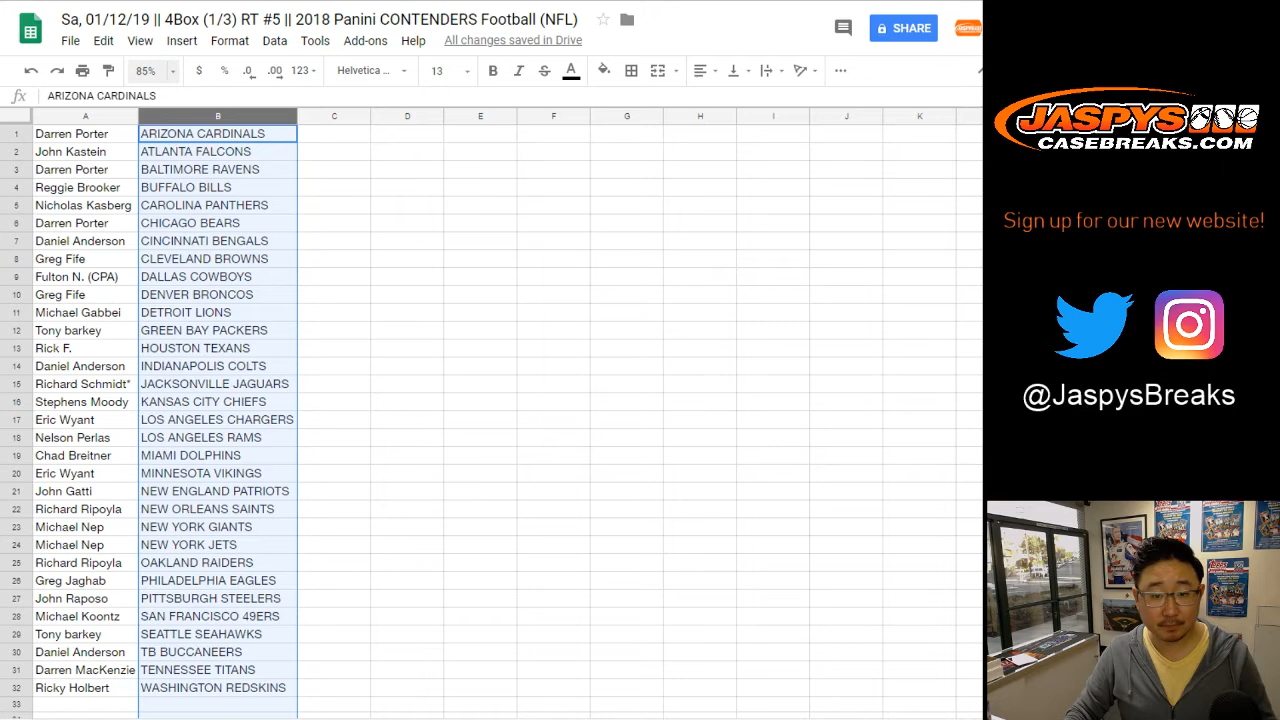 Sa, 01/12/19 || 4Box (1/3) RT #5 || 2018 Panini CONTENDERS Football (NFL)
File Edit View Insert Format Tools Add-ons Help All changes saved in Drive
SHARE
85% $ % .0 .00 123 Helvetica ... 13 B I S A
fx ARIZONA CARDINALS
A B C D E F G H I J K
1 Darren Porter ARIZONA CARDINALS
2 John Kastein ATLANTA FALCONS
3 Darren Porter BALTIMORE RAVENS
4 Reggie Brooker BUFFALO BILLS
5 Nicholas Kasberg CAROLINA PANTHERS
6 Darren Porter CHICAGO BEARS
7 Daniel Anderson CINCINNATI BENGALS
8 Greg Fife CLEVELAND BROWNS
9 Fulton N. (CPA) DALLAS COWBOYS
10 Greg Fife DENVER BRONCOS
11 Michael Gabbei DETROIT LIONS
12 Tony barkey GREEN BAY PACKERS
13 Rick F. HOUSTON TEXANS
14 Daniel Anderson INDIANAPOLIS COLTS
15 Richard Schmidt* JACKSONVILLE JAGUARS
16 Stephens Moody KANSAS CITY CHIEFS
17 Eric Wyant LOS ANGELES CHARGERS
18 Nelson Perlas LOS ANGELES RAMS
19 Chad Breitner MIAMI DOLPHINS
20 Eric Wyant MINNESOTA VIKINGS
21 John Gatti NEW ENGLAND PATRIOTS
22 Richard Ripoyla NEW ORLEANS SAINTS
23 Michael Nep NEW YORK GIANTS
24 Michael Nep NEW YORK JETS
25 Richard Ripoyla OAKLAND RAIDERS
26 Greg Jaghab PHILADELPHIA EAGLES
27 John Raposo PITTSBURGH STEELERS
28 Michael Koontz SAN FRANCISCO 49ERS
29 Tony barkey SEATTLE SEAHAWKS
30 Daniel Anderson TB BUCCANEERS
31 Darren MacKenzie TENNESSEE TITANS
32 Ricky Holbert WASHINGTON REDSKINS
33
JASPYS
CASEBREAKS.COM
Sign up for our new website!
@JaspysBreaks